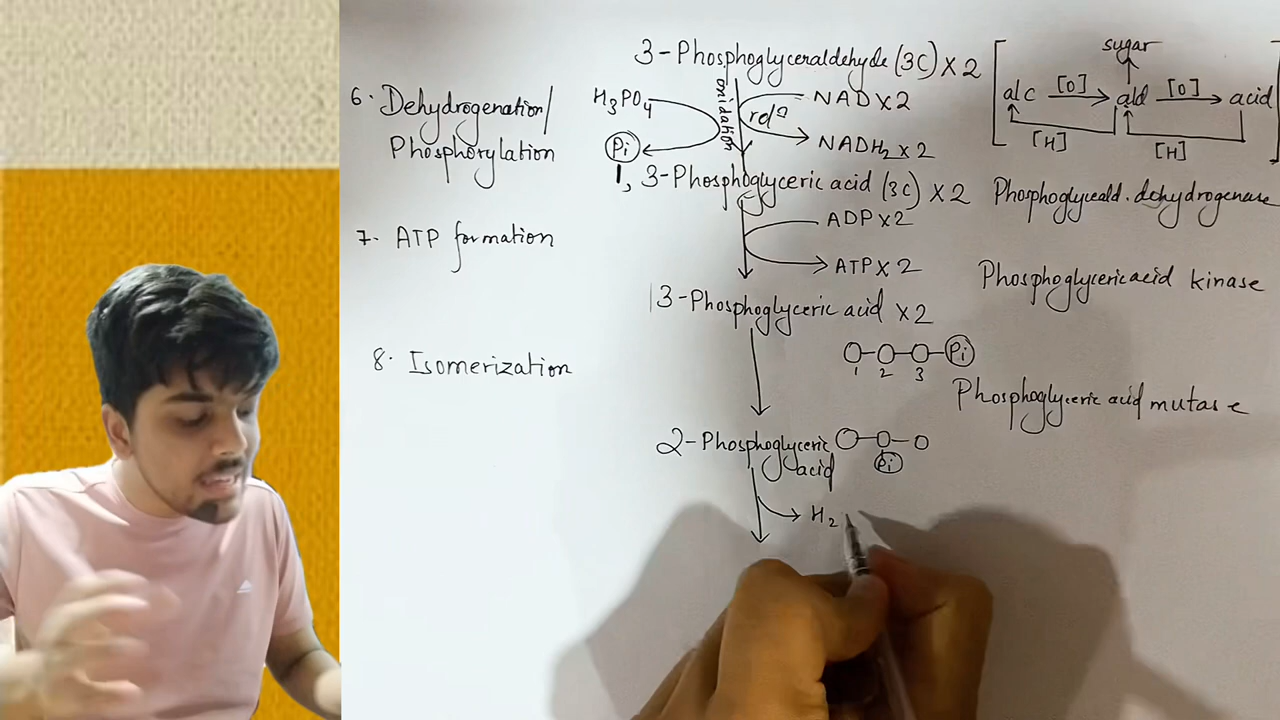 3-Phosphoglyceraldehyde (3C) X 2
sugar
alc [O] ald [O] acid
[H] [H]
6. Dehydrogenation/
Phosphorylation
H3PO4
Pi
oxidation
NAD X 2
NADH2 X 2
1, 3-Phosphoglyceric acid (3C) X 2
Phosphoglyceald. dehydrogenase
7. ATP formation
ADP X 2
ATP X 2
Phosphoglyceric acid kinase
3-Phosphoglyceric acid X 2
8. Isomerization
Pi
1 2 3
Phosphoglyceric acid mutase
2-Phosphoglyceric
acid
Pi
H2